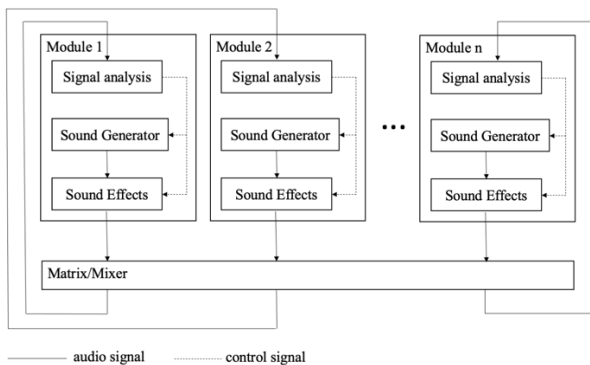 Module 1
Signal analysis
Sound Generator
Sound Effects
Module 2
Signal analysis
Sound Generator
Sound Effects
...
Module n
Signal analysis
Sound Generator
Sound Effects
Matrix/Mixer
audio signal
control signal